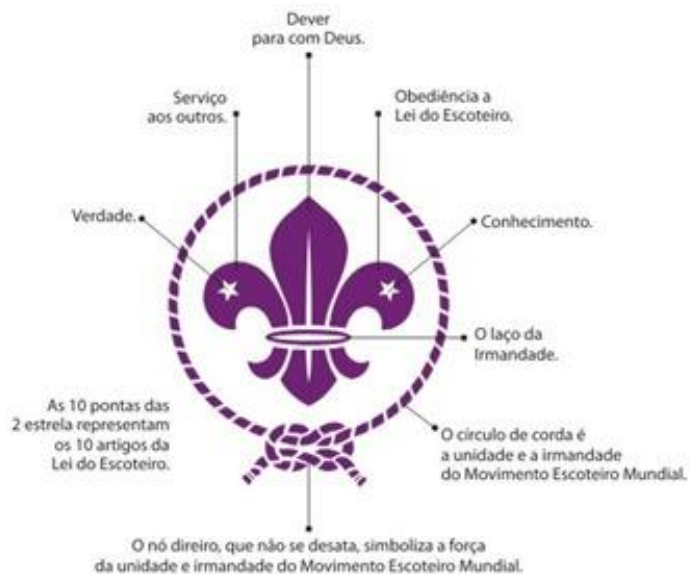 Dever
para com Deus.
Serviço
aos outros.
Obediência a
Lei do Escoteiro.
Verdade.
Conhecimento.
O laço da
Irmandade.
As 10 pontas das
2 estrela representam
os 10 artigos da
Lei do Escoteiro.
O círculo de corda é
a unidade e a irmandade
do Movimento Escoteiro Mundial.
O nó direiro, que não se desata, simboliza a força
da unidade e irmandade do Movimento Escoteiro Mundial.